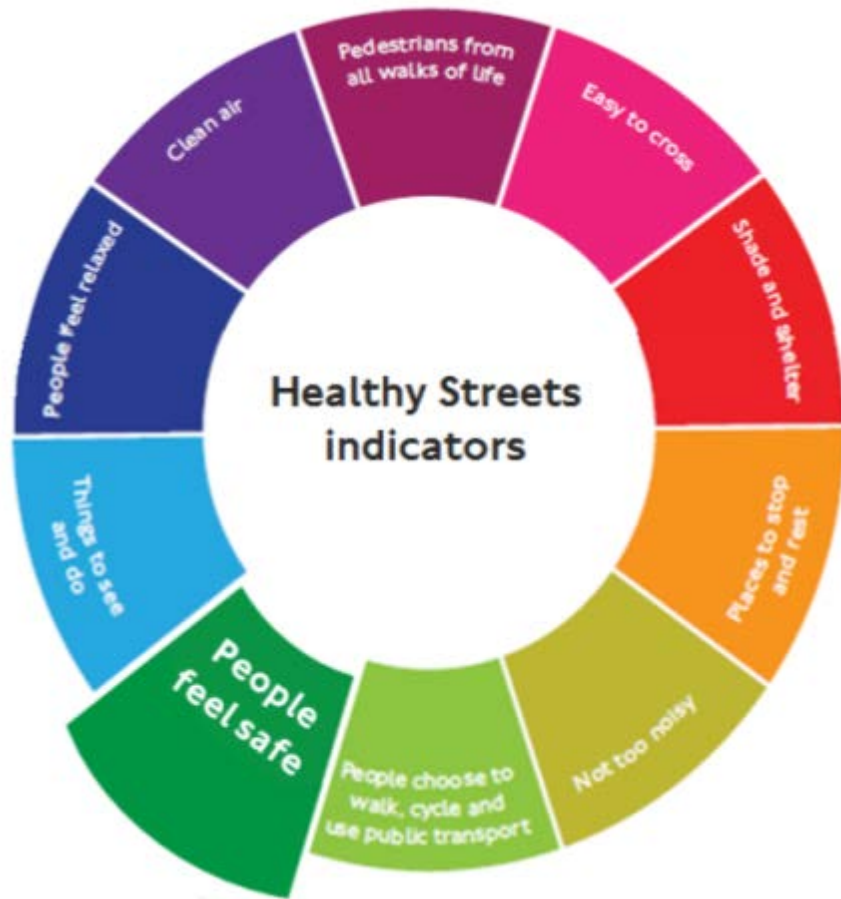 Healthy Streets
indicators
Pedestrians from
all walks of life
Easy to cross
Shade and shelter
Places to stop
and rest
Not too noisy
People choose to
walk, cycle and
use public transport
People
feel safe
Things to see
and do
People feel relaxed
Clean air